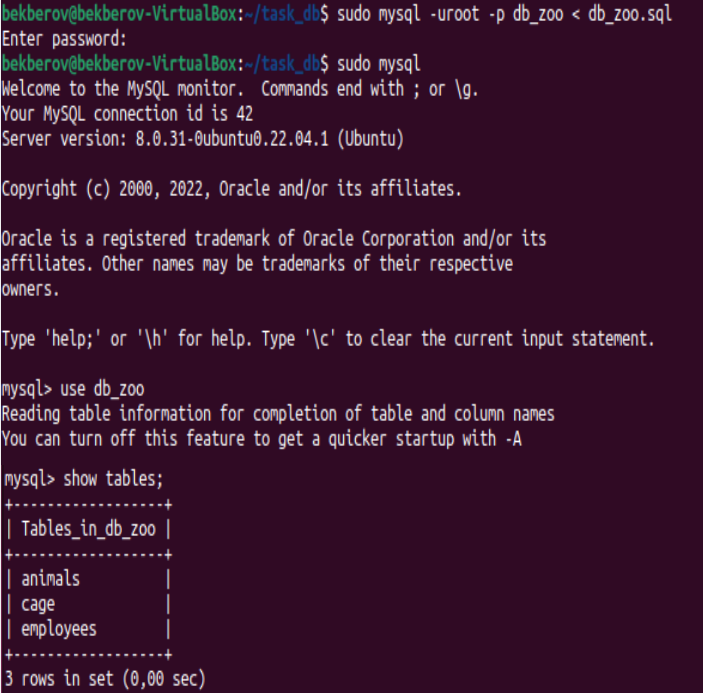 bekberov@bekberov-VirtualBox:~/task_db$ sudo mysql -uroot -p db_zoo < db_zoo.sql
Enter password:
bekberov@bekberov-VirtualBox:~/task_db$ sudo mysql
Welcome to the MySQL monitor.  Commands end with ; or \g.
Your MySQL connection id is 42
Server version: 8.0.31-0ubuntu0.22.04.1 (Ubuntu)

Copyright (c) 2000, 2022, Oracle and/or its affiliates.

Oracle is a registered trademark of Oracle Corporation and/or its
affiliates. Other names may be trademarks of their respective
owners.

Type 'help;' or '\h' for help. Type '\c' to clear the current input statement.

mysql> use db_zoo
Reading table information for completion of table and column names
You can turn off this feature to get a quicker startup with -A
mysql> show tables;
+------------------+
| Tables_in_db_zoo |
+------------------+
| animals          |
| cage             |
| employees        |
+------------------+
3 rows in set (0,00 sec)